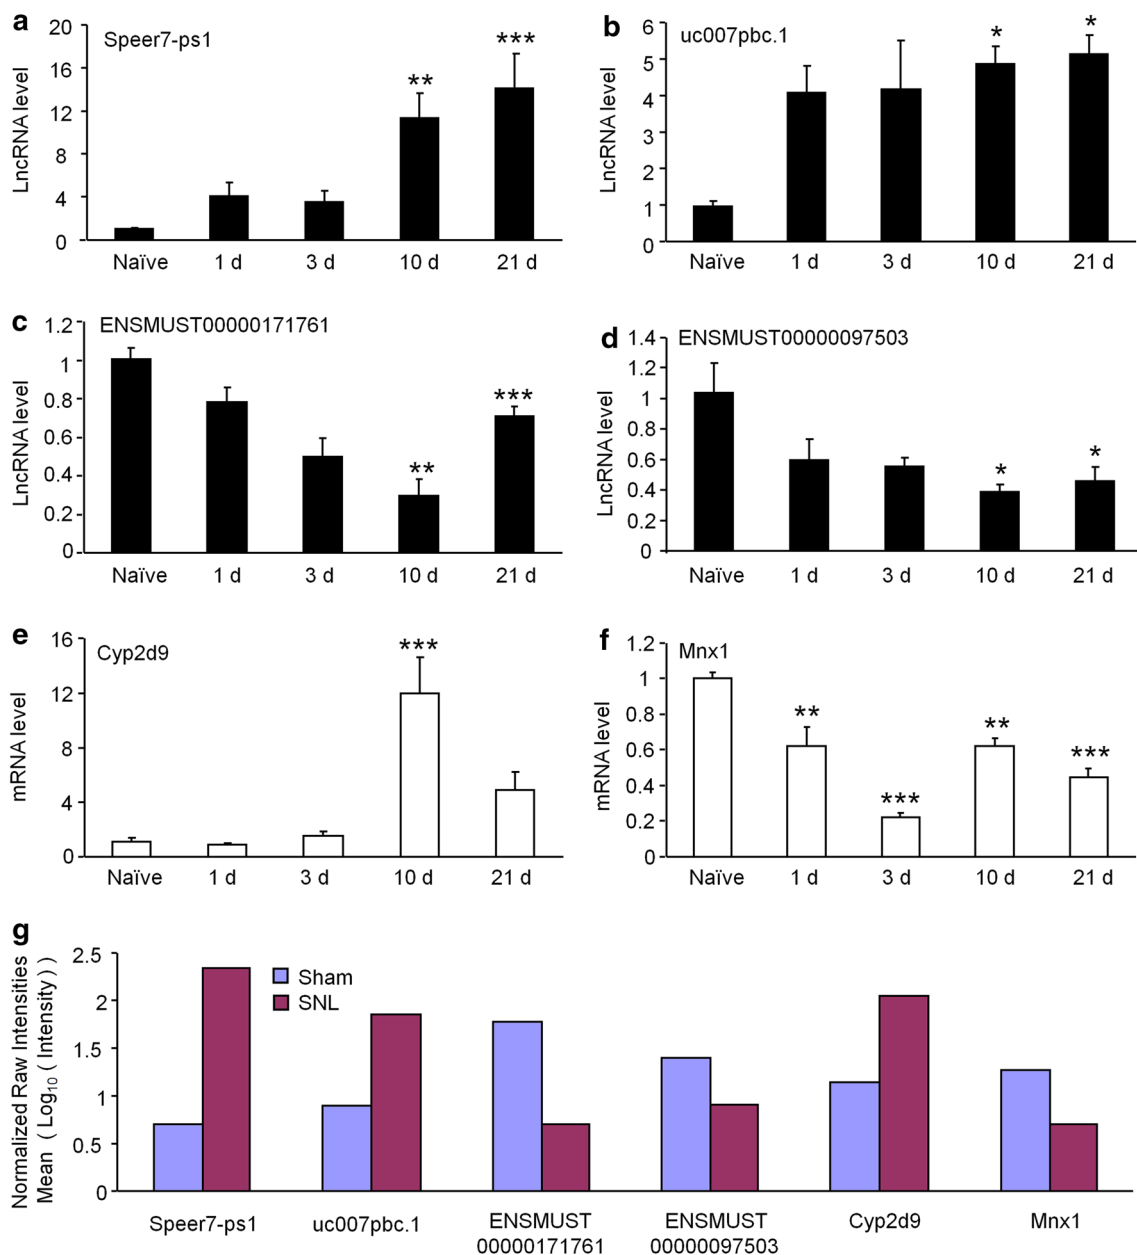 a
Speer7-ps1
LncRNA level
20
16
12
8
4
0
**
***
Naïve 1 d 3 d 10 d 21 d
b
uc007pbc.1
LncRNA level
6
5
4
3
2
1
0
*
*
Naïve 1 d 3 d 10 d 21 d
c
ENSMUST00000171761
LncRNA level
1.2
1
0.8
0.6
0.4
0.2
0
**
***
Naïve 1 d 3 d 10 d 21 d
d
ENSMUST00000097503
LncRNA level
1.4
1.2
1
0.8
0.6
0.4
0.2
0
*
*
Naïve 1 d 3 d 10 d 21 d
e
Cyp2d9
mRNA level
16
12
8
4
0
***
Naïve 1 d 3 d 10 d 21 d
f
Mnx1
mRNA level
1.2
1
0.8
0.6
0.4
0.2
0
**
***
**
***
Naïve 1 d 3 d 10 d 21 d
g
Normalized Raw Intensities
Mean ( Log10 ( Intensity ) )
2.5
2
1.5
1
0.5
0
Sham
SNL
Speer7-ps1 uc007pbc.1 ENSMUST ENSMUST Cyp2d9 Mnx1
00000171761 00000097503